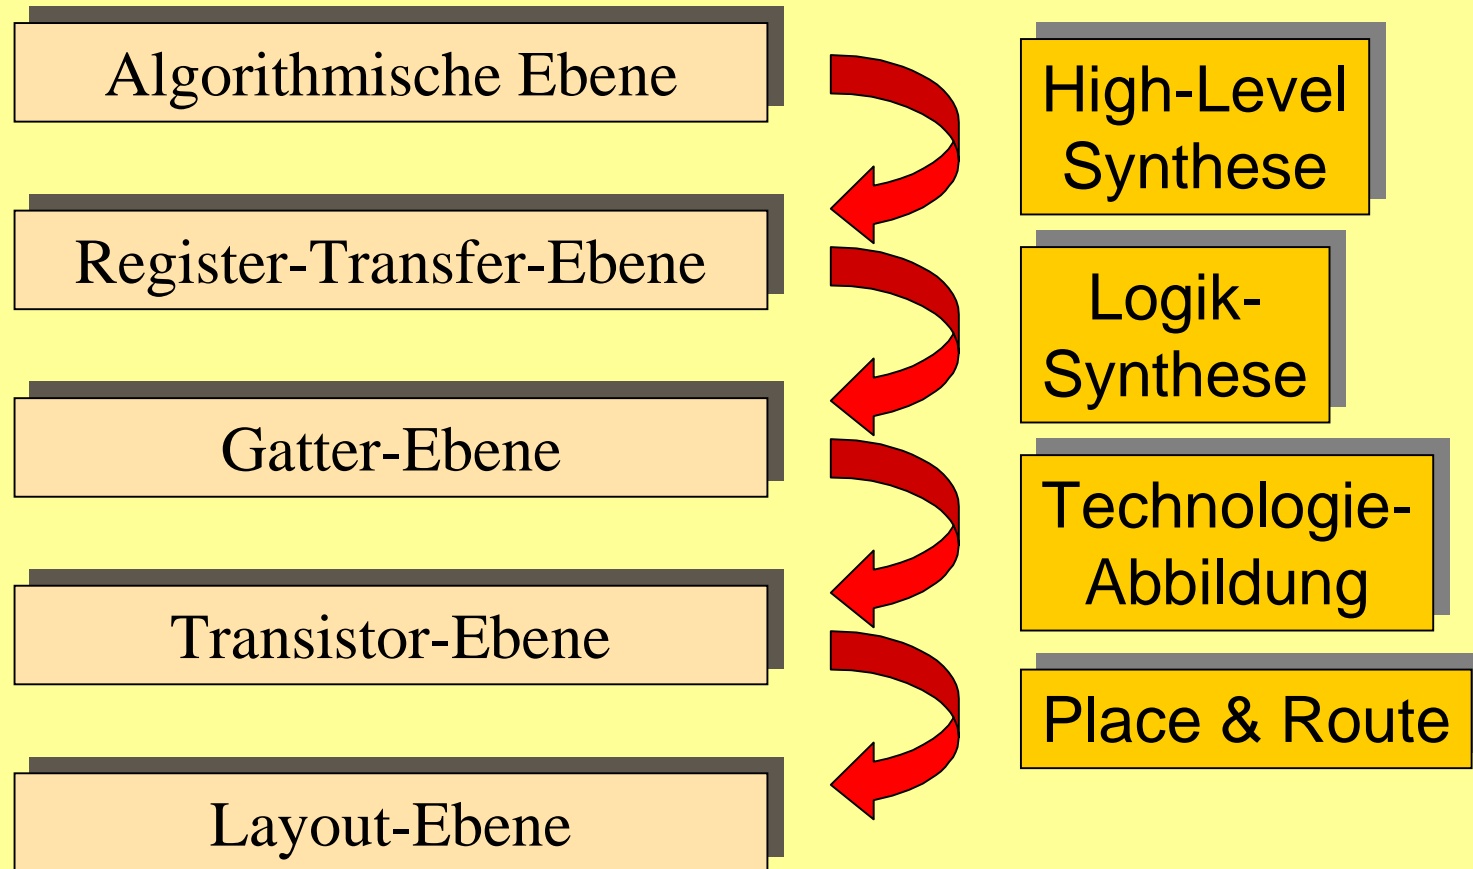 Algorithmische Ebene
High-Level
Synthese
Register-Transfer-Ebene
Logik-
Synthese
Gatter-Ebene
Technologie-
Abbildung
Transistor-Ebene
Place & Route
Layout-Ebene